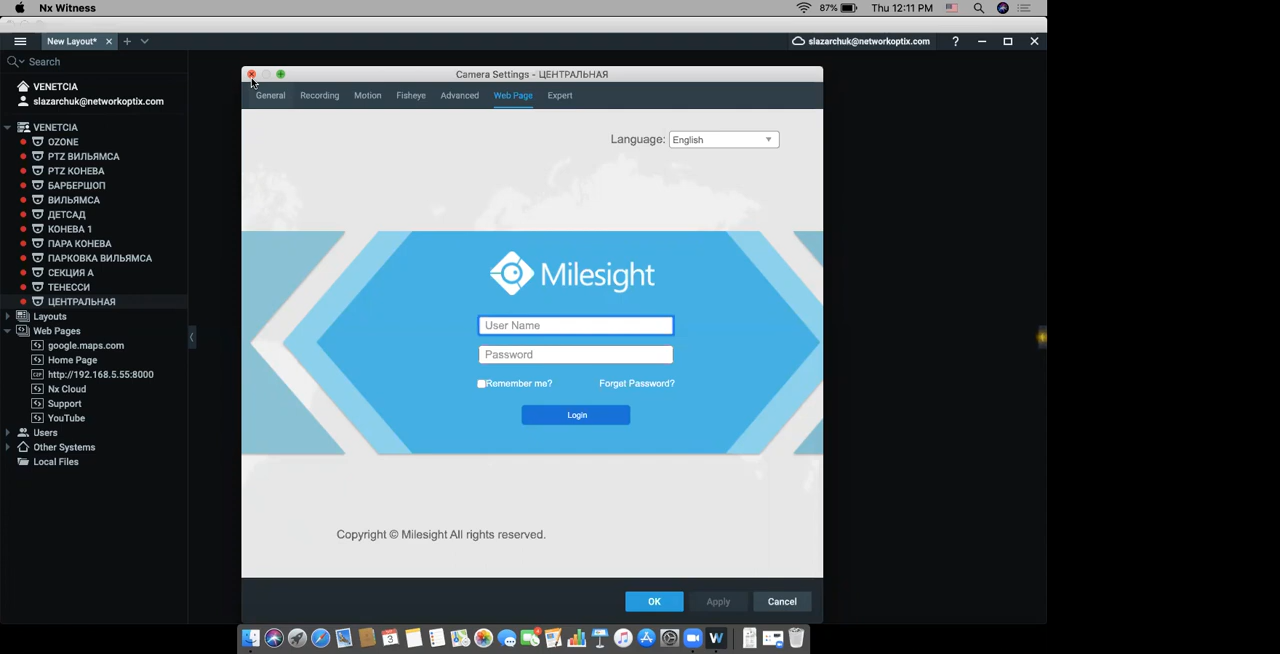 Nx Witness
87%
Thu 12:11 PM
New Layout*
slazarchuk@networkoptix.com
?
Search
VENETCIA
slazarchuk@networkoptix.com
VENETCIA
OZONE
PTZ ВИЛЬЯМСА
PTZ КОНЕВА
БАРБЕРШОП
ВИЛЬЯМСА
ДЕТСАД
КОНЕВА 1
ПАРА КОНЕВА
ПАРКОВКА ВИЛЬЯМСА
СЕКЦИЯ А
ТЕНЕССИ
ЦЕНТРАЛЬНАЯ
Layouts
Web Pages
google.maps.com
Home Page
http://192.168.5.55:8000
Nx Cloud
Support
YouTube
Users
Other Systems
Local Files
Camera Settings - ЦЕНТРАЛЬНАЯ
General Recording Motion Fisheye Advanced Web Page Expert
Language: English
Milesight
User Name
Password
Remember me? Forget Password?
Login
Copyright © Milesight All rights reserved.
OK Apply Cancel